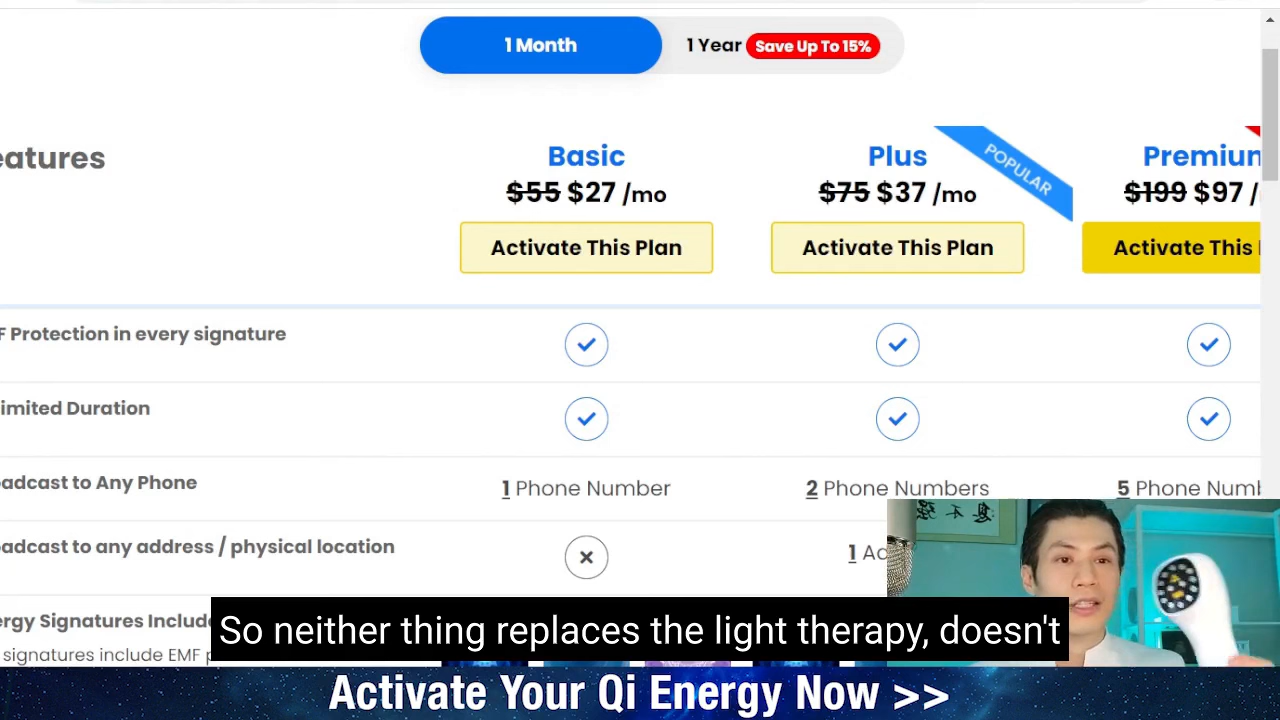 1 Month
1 Year Save Up To 15%
eatures
Basic
$55 $27 /mo
Activate This Plan
Plus
$75 $37 /mo
Activate This Plan
POPULAR
Premium
$199 $97 /
Activate This
F Protection in every signature
limited Duration
adcast to Any Phone
1 Phone Number
2 Phone Numbers
5 Phone Numb
adcast to any address / physical location
1 Ad
ergy Signatures Include
signatures include EMF p
So neither thing replaces the light therapy, doesn't
Activate Your Qi Energy Now >>